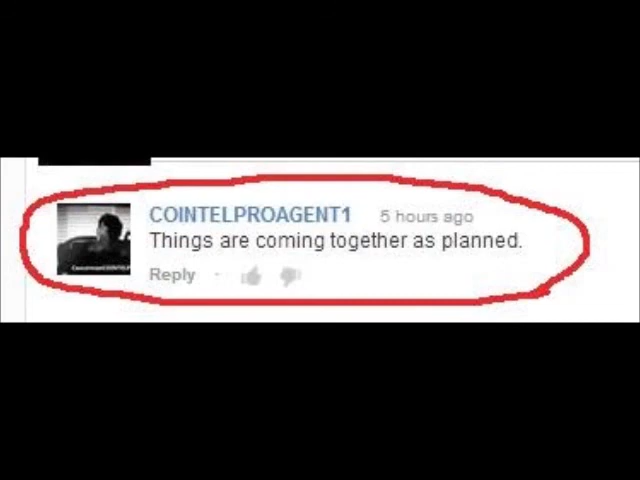 COINTELPROAGENT1 5 hours ago
Things are coming together as planned.
Reply ·